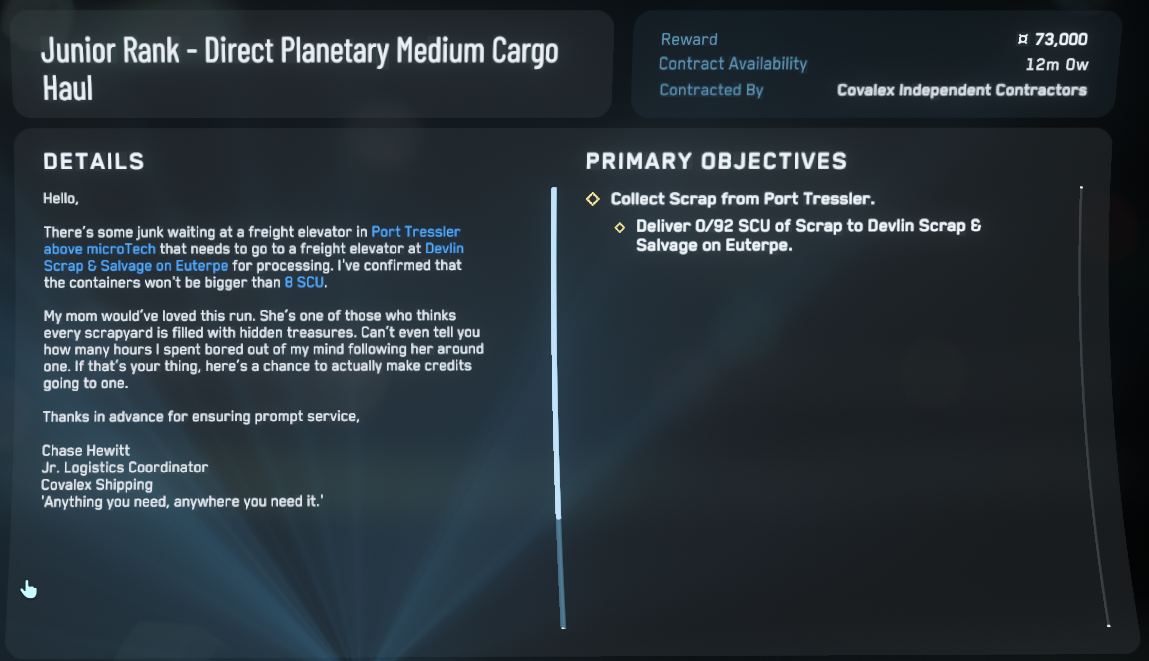 Junior Rank - Direct Planetary Medium Cargo
Haul
Reward
¤ 73,000
Contract Availability
12m 0w
Contracted By
Covalex Independent Contractors
DETAILS
Hello,
There's some junk waiting at a freight elevator in Port Tressler
above microTech that needs to go to a freight elevator at Devlin
Scrap & Salvage on Euterpe for processing. I've confirmed that
the containers won't be bigger than 8 SCU.
My mom would've loved this run. She's one of those who thinks
every scrapyard is filled with hidden treasures. Can't even tell you
how many hours I spent bored out of my mind following her around
one. If that's your thing, here's a chance to actually make credits
going to one.
Thanks in advance for ensuring prompt service,
Chase Hewitt
Jr. Logistics Coordinator
Covalex Shipping
'Anything you need, anywhere you need it.'
PRIMARY OBJECTIVES
Collect Scrap from Port Tressler.
Deliver 0/92 SCU of Scrap to Devlin Scrap &
Salvage on Euterpe.